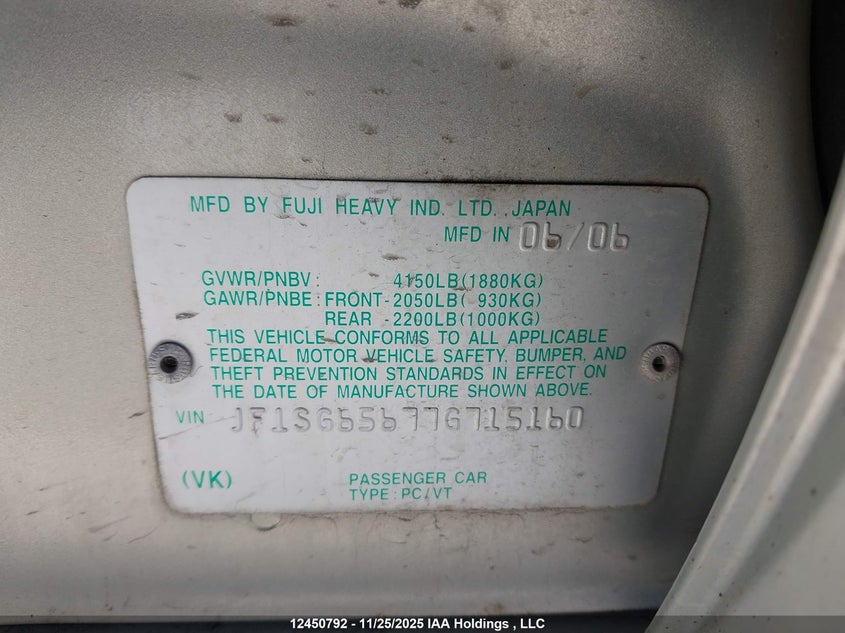 MFD BY FUJI HEAVY IND. LTD. JAPAN
MFD IN 06/06
GVWR/PNBV: 4150LB(1880KG)
GAWR/PNBE: FRONT-2050LB( 930KG)
REAR -2200LB(1000KG)
THIS VEHICLE CONFORMS TO ALL APPLICABLE
FEDERAL MOTOR VEHICLE SAFETY, BUMPER, AND
THEFT PREVENTION STANDARDS IN EFFECT ON
THE DATE OF MANUFACTURE SHOWN ABOVE.
VIN JF1SG65677G715160
(VK) PASSENGER CAR
TYPE:PC/VT
12450792 - 11/25/2025 IAA Holdings , LLC